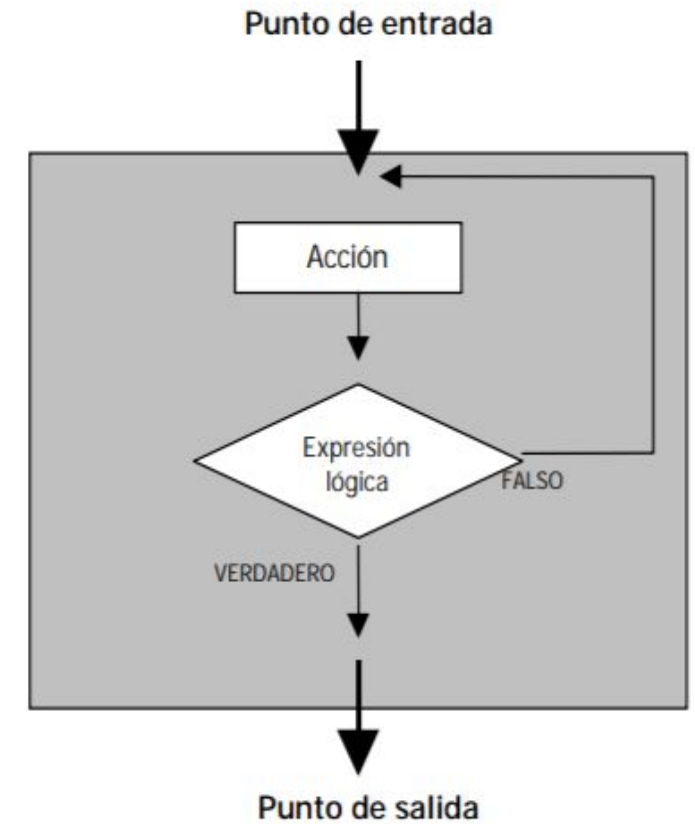 Punto de entrada
Acción
Expresión
lógica
FALSO
VERDADERO
Punto de salida